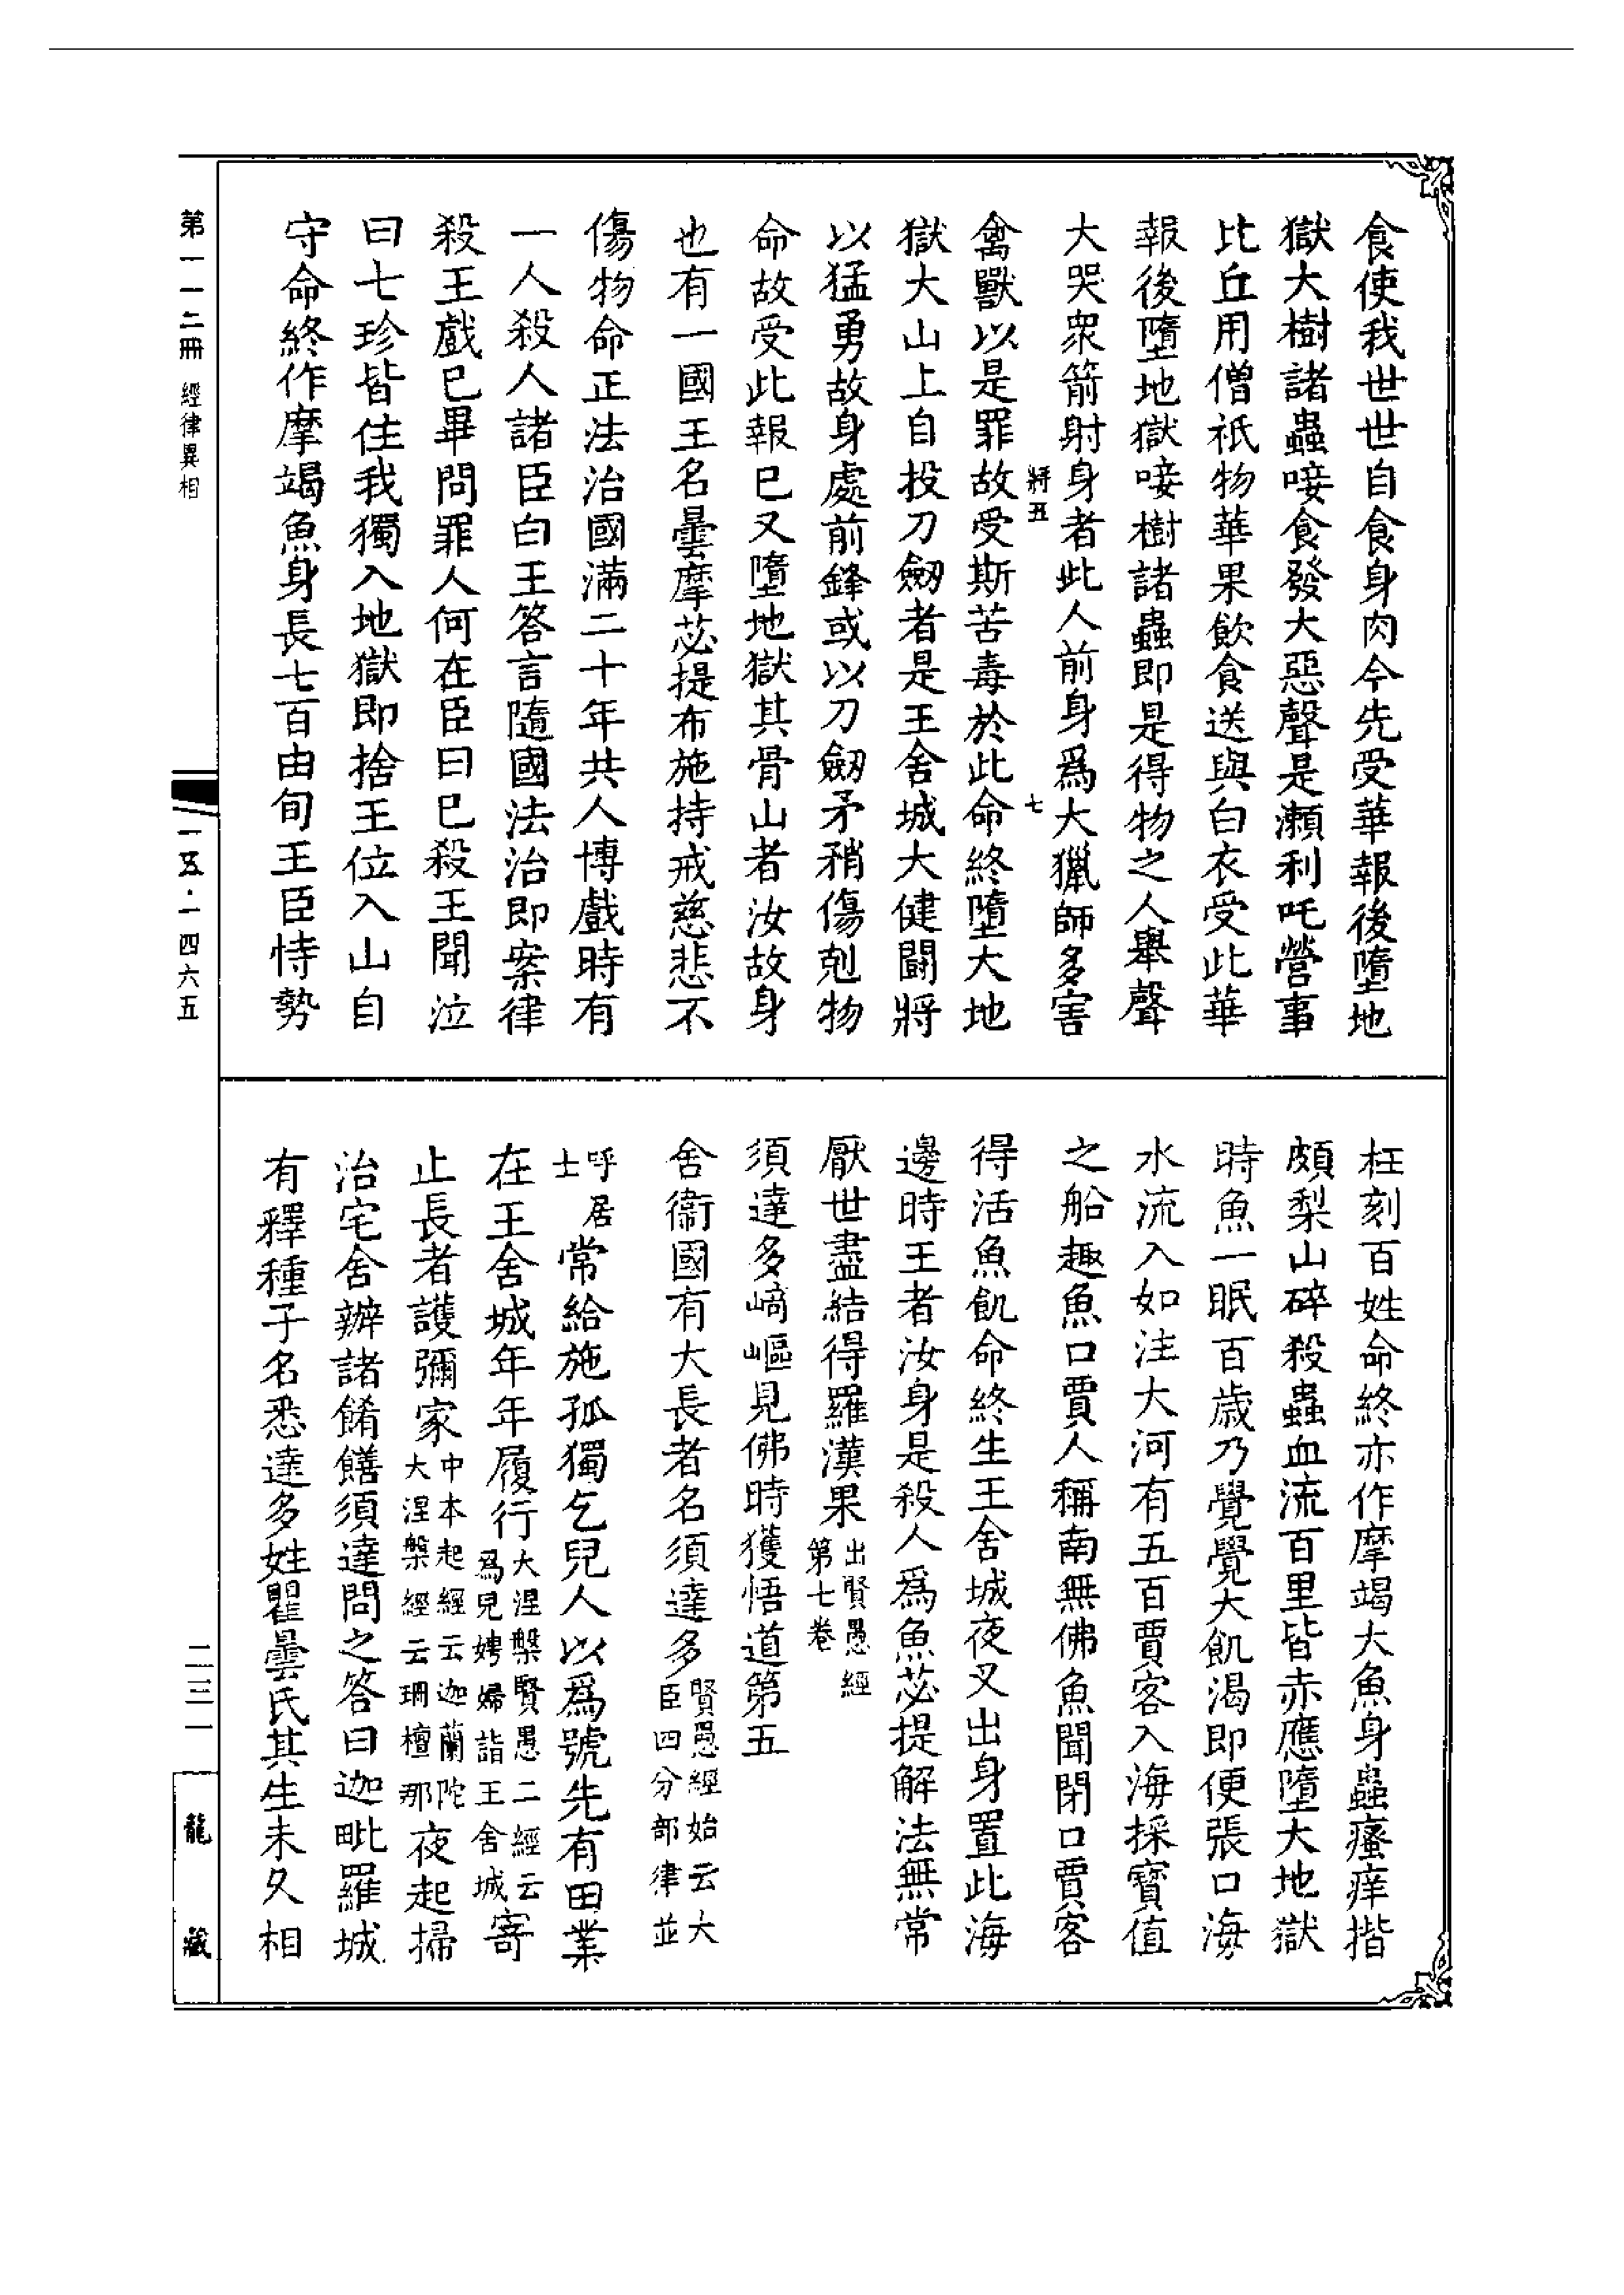 食使我世世自食身肉今先受華報後墮地
獄大樹諸蟲唼食發大惡聲是瀨利吒營事
比丘用僧祇物華果飲食送與白衣受此華
報後墮地獄唼樹諸蟲即是得物之人舉聲
大哭衆箭射身者此人前身爲大獵師多害
將五 七
禽獸以是罪故受斯苦毒於此命終墮大地
獄大山上自投刀劒者是王舍城大健鬪將
以猛勇故身處前鋒或以刀劒矛矟傷剋物
命故受此報已又墮地獄其骨山者汝故身
也有一國王名曇摩苾提布施持戒慈悲不
傷物命正法治國滿二十年共人博戲時有
一人殺人諸臣白王答言隨國法治即案律
殺王戲已畢問罪人何在臣曰已殺王聞泣
曰七珍皆住我獨入地獄即捨王位入山自
守命終作摩竭魚身長七百由旬王臣恃勢
枉刻百姓命終亦作摩竭大魚身蟲瘙痒揩
頗梨山碎殺蟲血流百里皆赤應墮大地獄
時魚一眠百歲乃覺覺大飢渴即便張口海
水流入如注大河有五百賈客入海採寶值
之船趣魚口賈人稱南無佛魚聞閉口賈客
得活魚飢命終生王舍城夜叉出身置此海
邊時王者汝身是殺人爲魚苾提解法無常
厭世盡結得羅漢果出賢愚經第七卷
須達多崎嶇見佛時獲悟道第五
舍衞國有大長者名須達多賢愚經始云大臣四分部律並
呼居士常給施孤獨乞兒人以爲號先有田業
在王舍城年年履行大涅槃賢愚二經云爲兒娉婦詣王舍城寄
止長者護彌家中本起經云迦蘭陀大涅槃經云珊檀那夜起掃
治宅舍辦諸餚饍須達問之答曰迦毗羅城
有釋種子名悉達多姓瞿曇氏其生未久相
第一一二冊 經律異相
一五·一四六五
二三一
龍藏